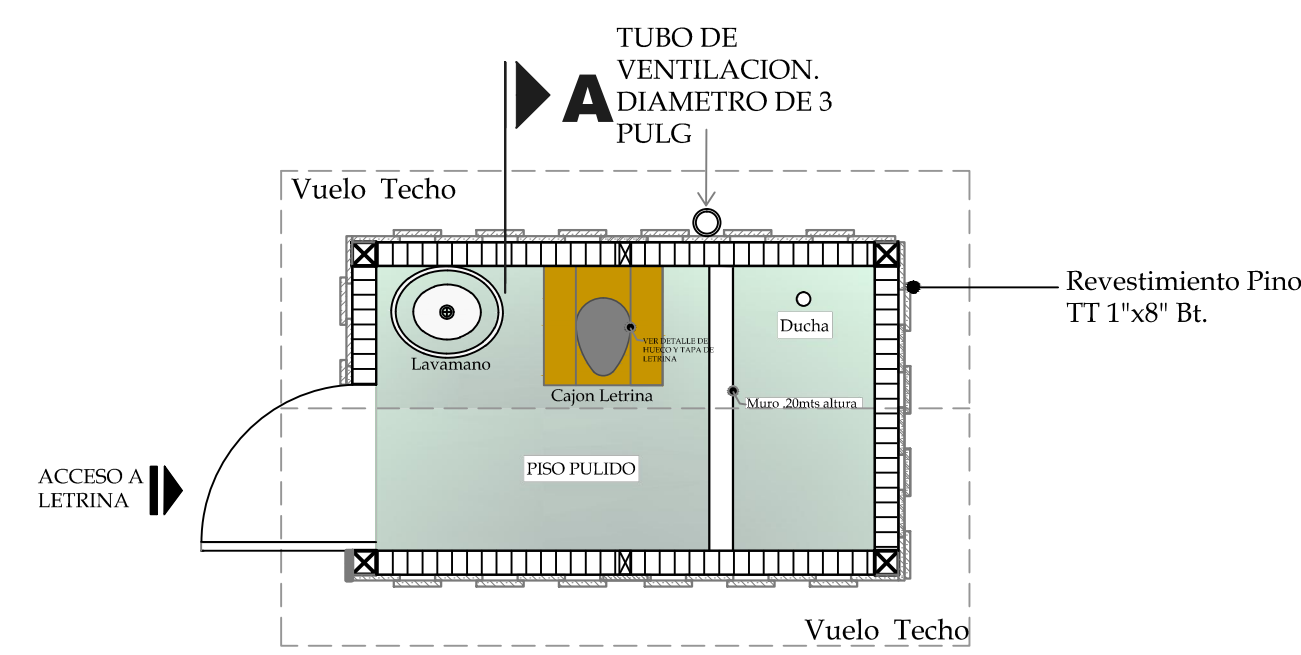 TUBO DE
VENTILACION.
DIAMETRO DE 3
PULG
A
Vuelo Techo
Revestimiento Pino
TT 1"x8" Bt.
Ducha
VER DETALLE DE
HUECO Y TAPA DE
LETRINA
Lavamano
Cajon Letrina
Muro .20mts altura
PISO PULIDO
ACCESO A
LETRINA
Vuelo Techo